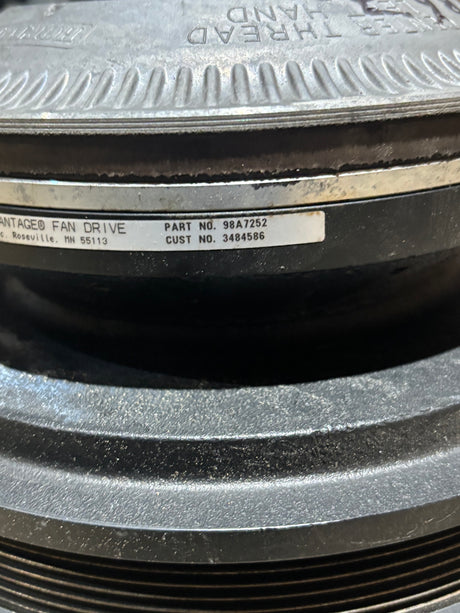 THREAD
HAND
ANTAGE® FAN DRIVE PART NO. 98A7252
c. Roseville, MN 55113 CUST NO. 3484586